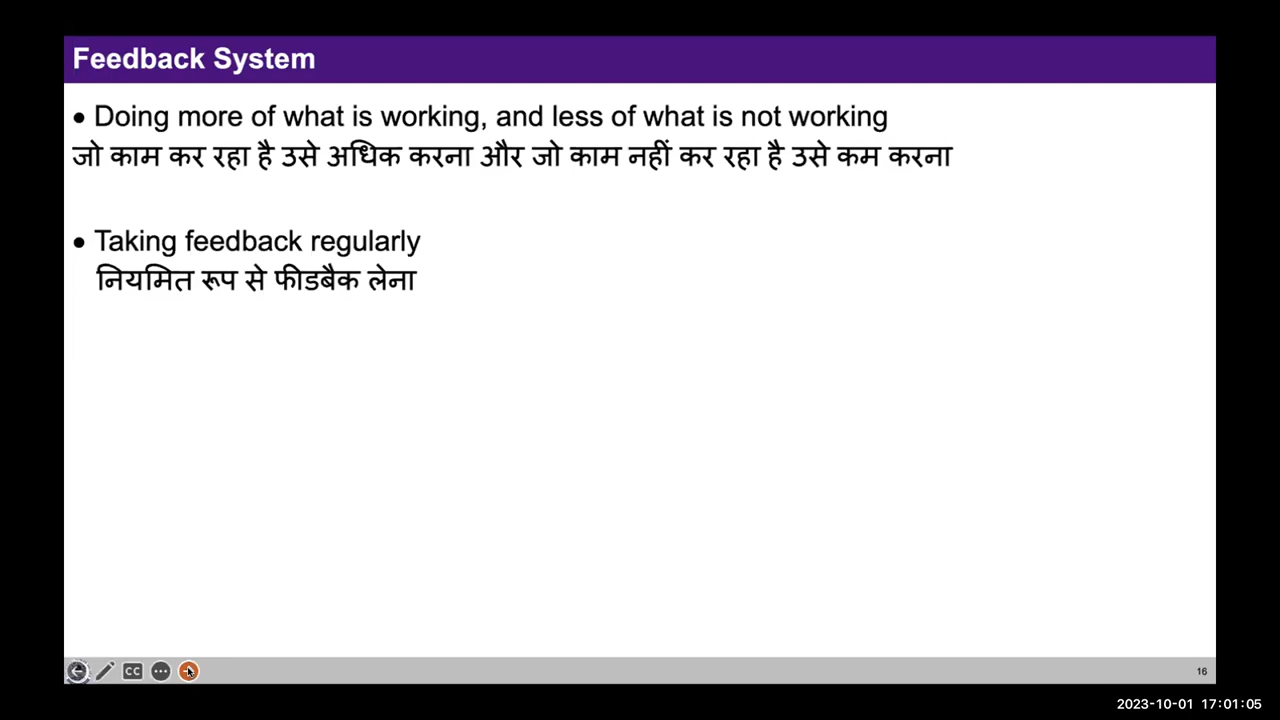 Feedback System
• Doing more of what is working, and less of what is not working
जो काम कर रहा है उसे अधिक करना और जो काम नहीं कर रहा है उसे कम करना
• Taking feedback regularly
नियमित रूप से फीडबैक लेना
CC
16
2023-10-01 17:01:05